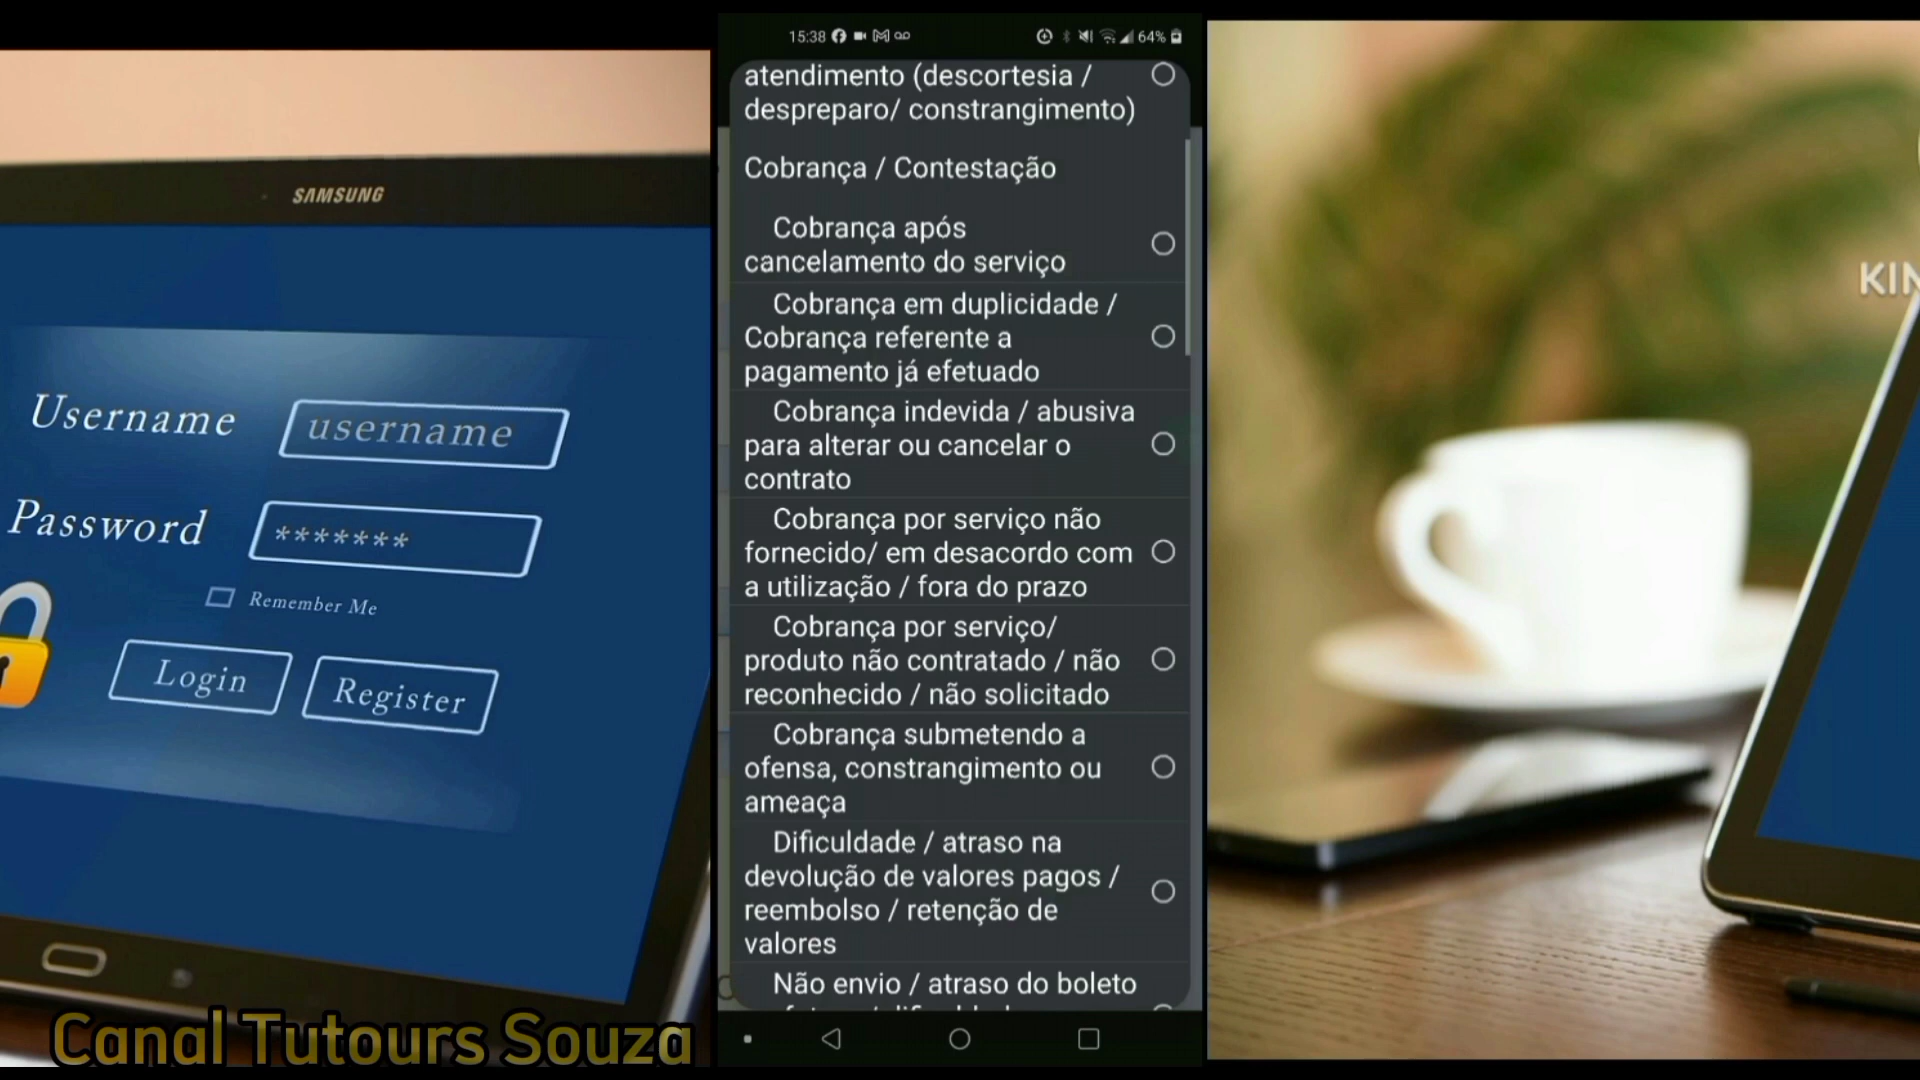 SAMSUNG
Username
username
Password
*******
Remember Me
Login
Register
Canal Tutours Souza
15:38
64%
atendimento (descortesia /
despreparo/ constrangimento)
Cobrança / Contestação
Cobrança após
cancelamento do serviço
Cobrança em duplicidade /
Cobrança referente a
pagamento já efetuado
Cobrança indevida / abusiva
para alterar ou cancelar o
contrato
Cobrança por serviço não
fornecido/ em desacordo com
a utilização / fora do prazo
Cobrança por serviço/
produto não contratado / não
reconhecido / não solicitado
Cobrança submetendo a
ofensa, constrangimento ou
ameaça
Dificuldade / atraso na
devolução de valores pagos /
reembolso / retenção de
valores
Não envio / atraso do boleto
KIN